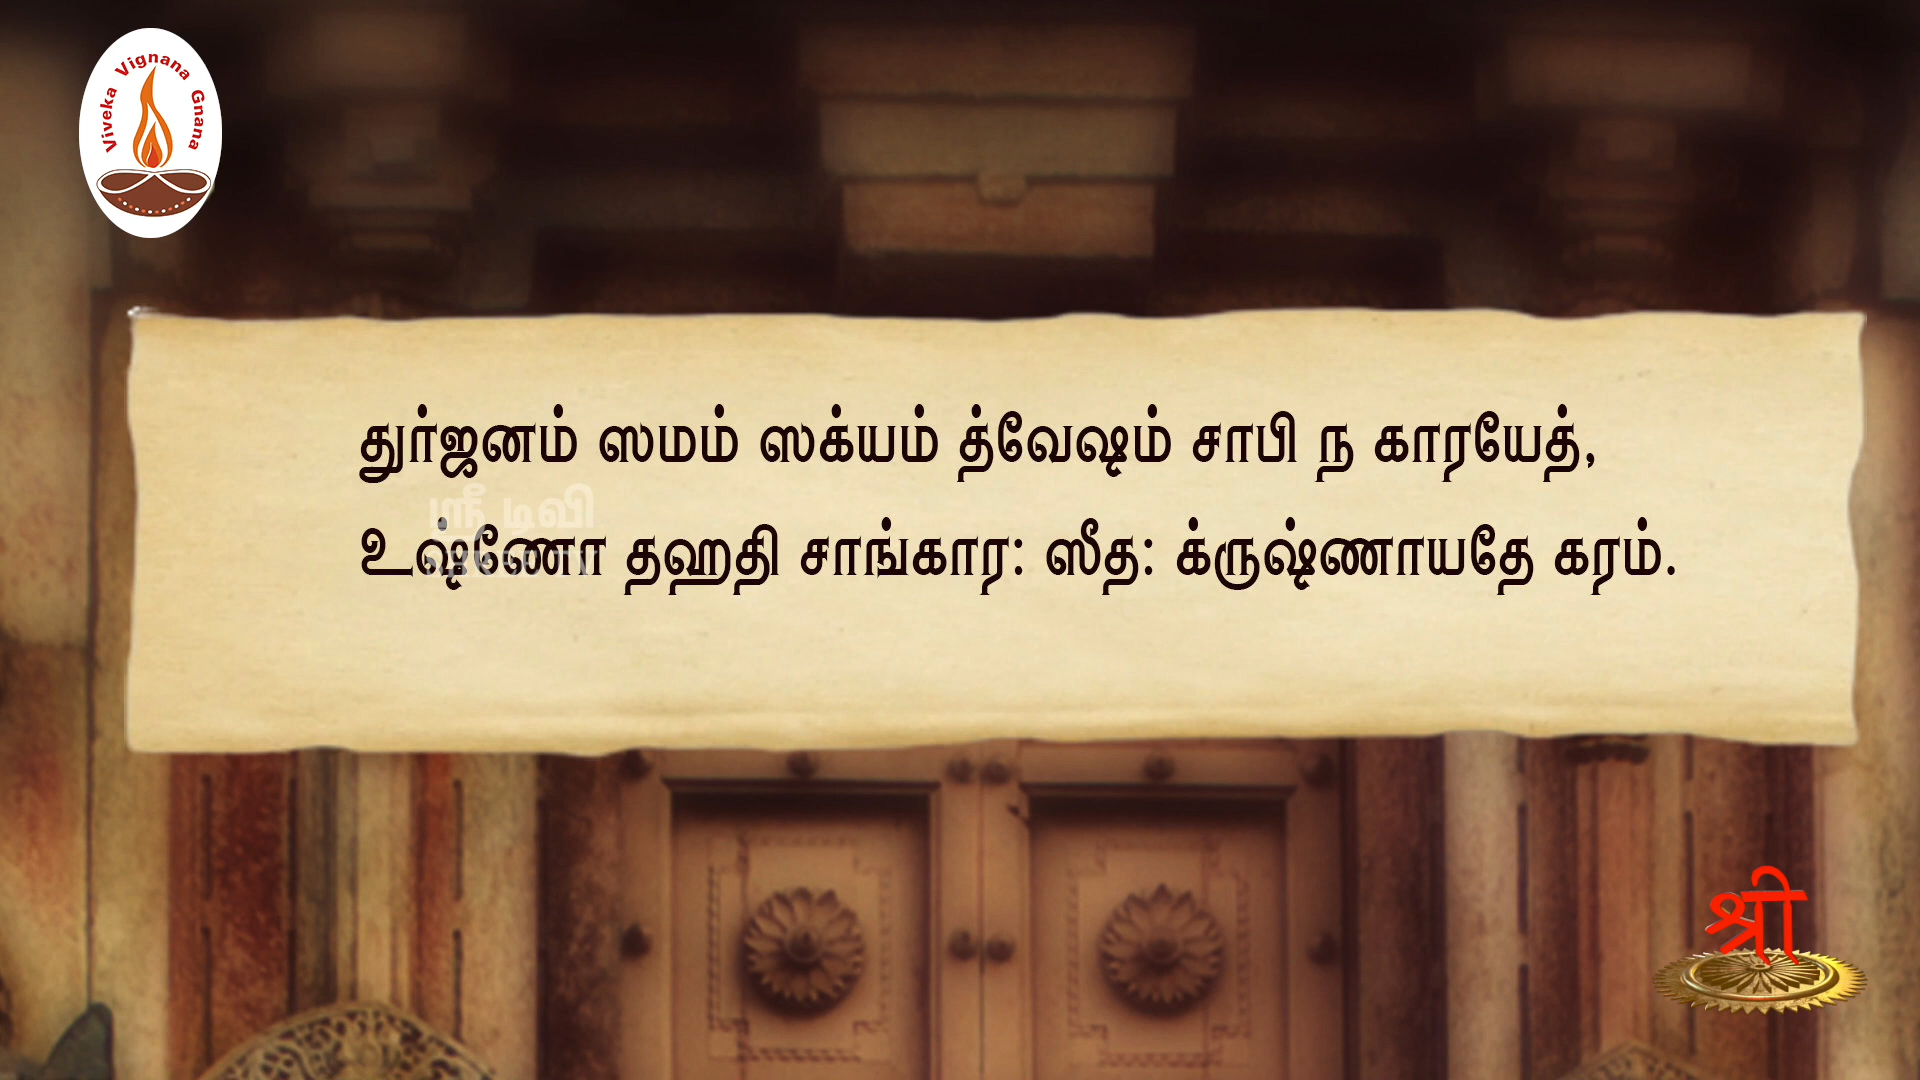 Viveka Vignana Gnana
துர்ஜனம் ஸமம் ஸக்யம் த்வேஷம் சாபி ந காரயேத்,
ஸ்ரீ டிவி
உஷ்ணோ தஹதி சாங்கார: ஸீத: க்ருஷ்ணாயதே கரம்.
श्री